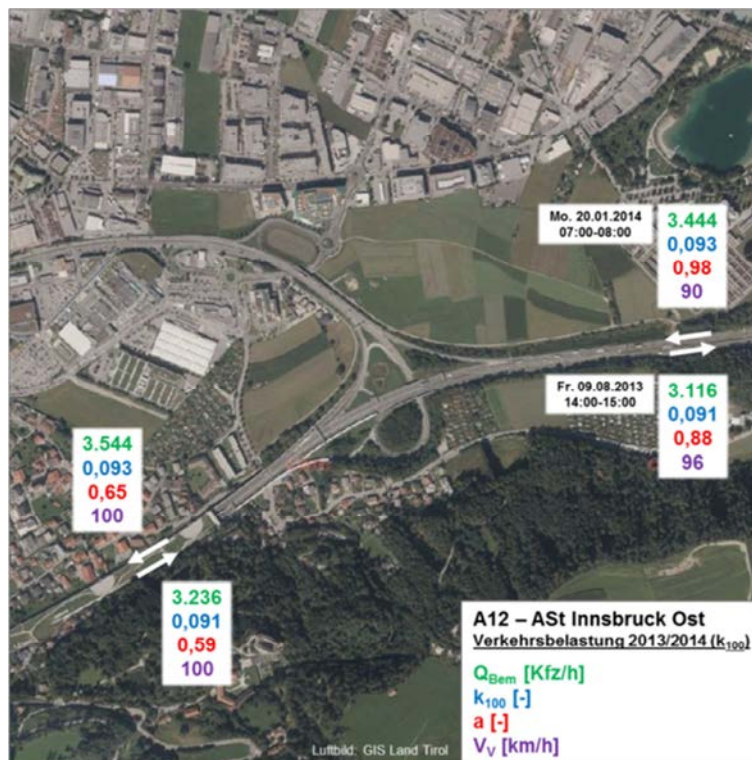 Mo. 20.01.2014
07:00-08:00
3.444
0,093
0,98
90
Fr. 09.08.2013
14:00-15:00
3.116
0,091
0,88
96
3.544
0,093
0,65
100
3.236
0,091
0,59
100
A12 – ASt Innsbruck Ost
Verkehrsbelastung 2013/2014 (k₁₀₀)
Q_Bem [Kfz/h]
k₁₀₀ [-]
a [-]
V_V [km/h]
Luftbild: GIS Land Tirol